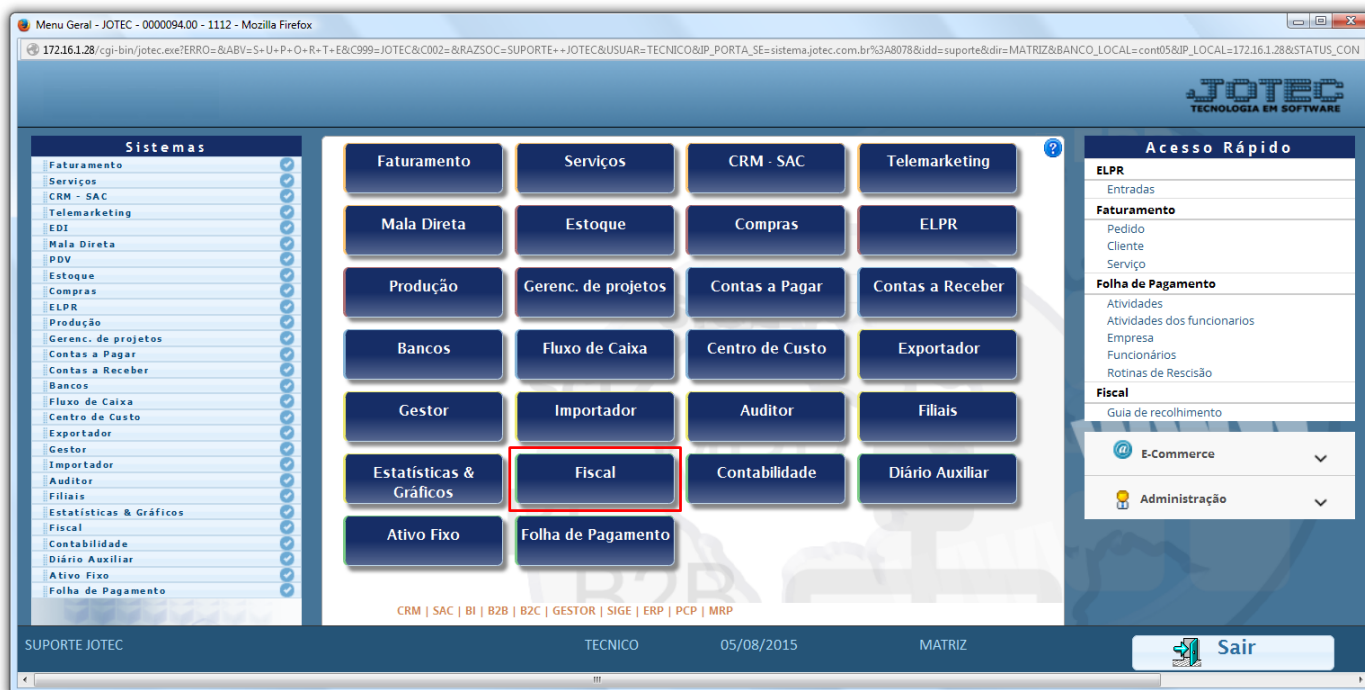 Menu Geral - JOTEC - 0000094.00 - 1112 - Mozilla Firefox
172.16.1.28/cgi-bin/jotec.exe?ERRO=&ABV=S+U+P+O+R+T+E&C999=JOTEC&C002=&RAZSOC=SUPORTE++JOTEC&USUAR=TECNICO&IP_PORTA_SE=sistema.jotec.com.br%3A8078&idd=suporte&dir=MATRIZ&BANCO_LOCAL=cont05&IP_LOCAL=172.16.1.28&STATUS_CON
JOTEC
TECNOLOGIA EM SOFTWARE
Sistemas
Faturamento
Serviços
CRM - SAC
Telemarketing
EDI
Mala Direta
PDV
Estoque
Compras
ELPR
Produção
Gerenc. de projetos
Contas a Pagar
Contas a Receber
Bancos
Fluxo de Caixa
Centro de Custo
Exportador
Gestor
Importador
Auditor
Filiais
Estatísticas & Gráficos
Fiscal
Contabilidade
Diário Auxiliar
Ativo Fixo
Folha de Pagamento
Faturamento Serviços CRM - SAC Telemarketing
Mala Direta Estoque Compras ELPR
Produção Gerenc. de projetos Contas a Pagar Contas a Receber
Bancos Fluxo de Caixa Centro de Custo Exportador
Gestor Importador Auditor Filiais
Estatísticas & Gráficos Fiscal Contabilidade Diário Auxiliar
Ativo Fixo Folha de Pagamento
B2B
CRM | SAC | BI | B2B | B2C | GESTOR | SIGE | ERP | PCP | MRP
?
Acesso Rápido
ELPR
Entradas
Faturamento
Pedido
Cliente
Serviço
Folha de Pagamento
Atividades
Atividades dos funcionarios
Empresa
Funcionários
Rotinas de Rescisão
Fiscal
Guia de recolhimento
@ E-Commerce
Administração
SUPORTE JOTEC TECNICO 05/08/2015 MATRIZ Sair